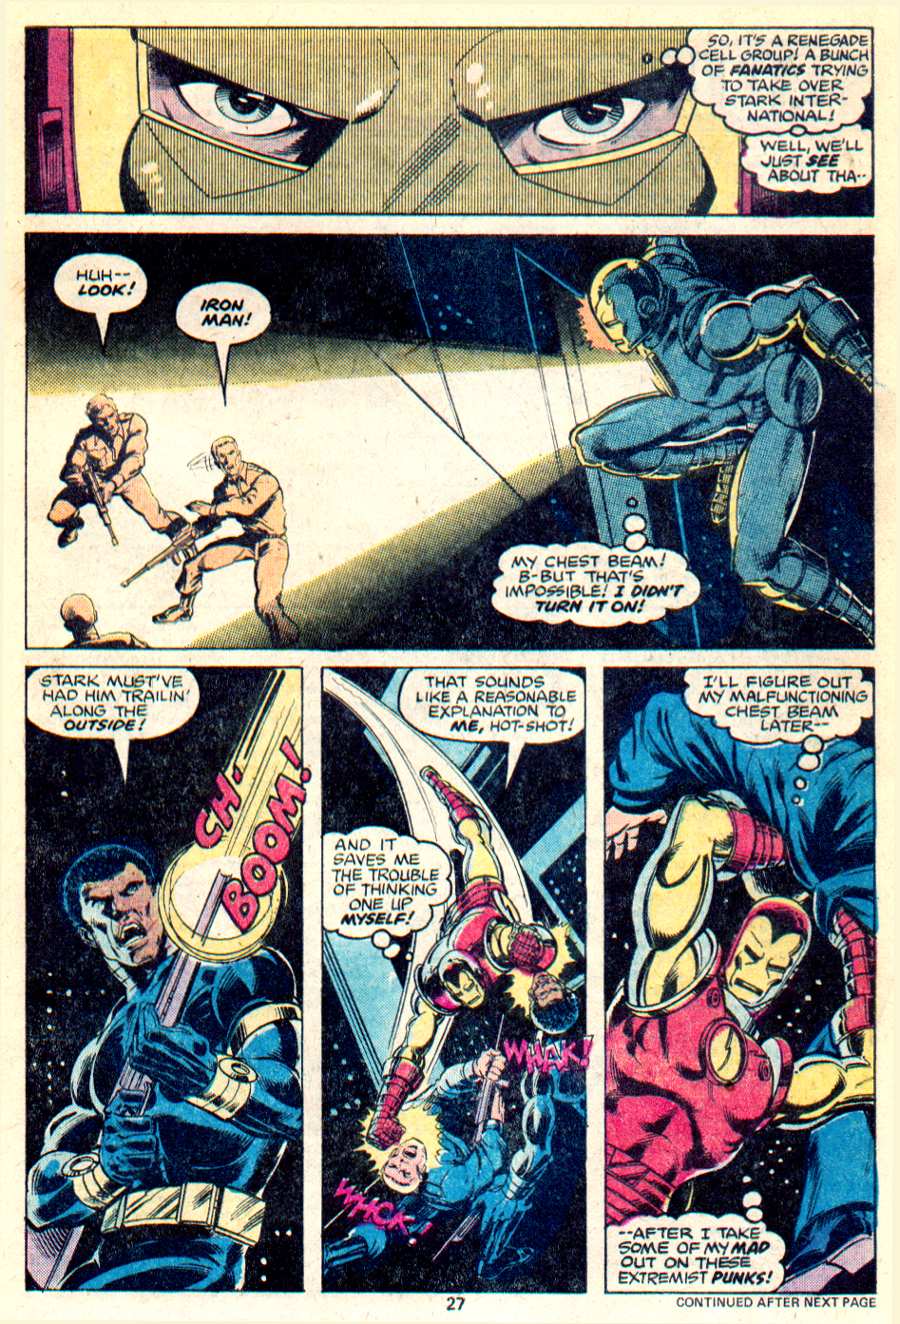 SO, IT'S A RENEGADE
CELL GROUP! A BUNCH
OF FANATICS TRYING
TO TAKE OVER
STARK INTER-
NATIONAL!
WELL, WE'LL
JUST SEE
ABOUT THA--
HUH--
LOOK!
IRON
MAN!
MY CHEST BEAM!
B-BUT THAT'S
IMPOSSIBLE! I DIDN'T
TURN IT ON!
STARK MUST'VE
HAD HIM TRAILIN'
ALONG THE
OUTSIDE!
CH-
BOOM!
THAT SOUNDS
LIKE A REASONABLE
EXPLANATION TO
ME, HOT-SHOT!
AND IT
SAVES ME
THE TROUBLE
OF THINKING
ONE UP
MYSELF!
WHAK!
WHOK!
I'LL FIGURE OUT
MY MALFUNCTIONING
CHEST BEAM
LATER--
--AFTER I TAKE
SOME OF MY MAD
OUT ON THESE
EXTREMIST PUNKS!
27
CONTINUED AFTER NEXT PAGE